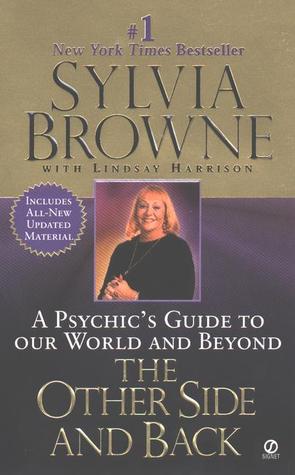 #1
New York Times Bestseller
SYLVIA
BROWNE
WITH LINDSAY HARRISON
INCLUDES
ALL-NEW
UPDATED
MATERIAL
A PSYCHIC'S GUIDE TO
OUR WORLD AND BEYOND
THE
OTHER SIDE
AND BACK
SIGNET